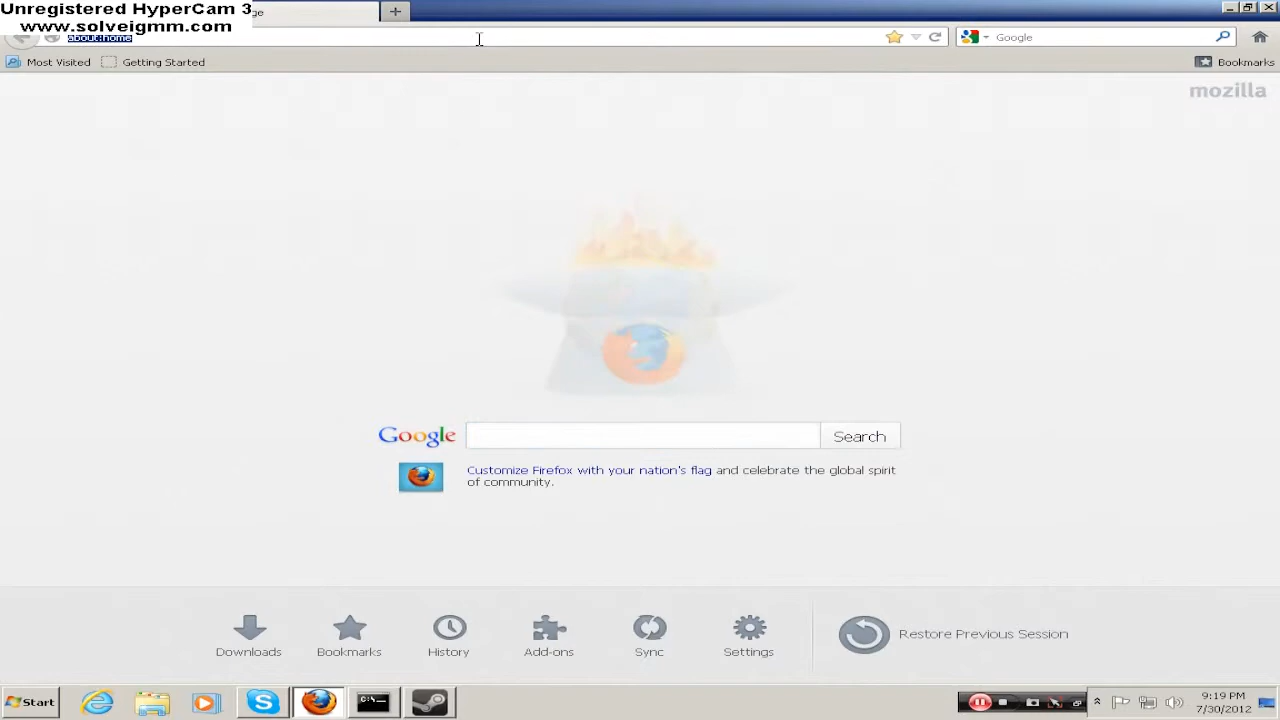 Unregistered HyperCam 3
www.solveigmm.com
ge
about:home
Google
Most Visited
Getting Started
Bookmarks
mozilla
Google
Search
Customize Firefox with your nation's flag and celebrate the global spirit
of community.
Downloads
Bookmarks
History
Add-ons
Sync
Settings
Restore Previous Session
Start
C:\_
9:19 PM
7/30/2012